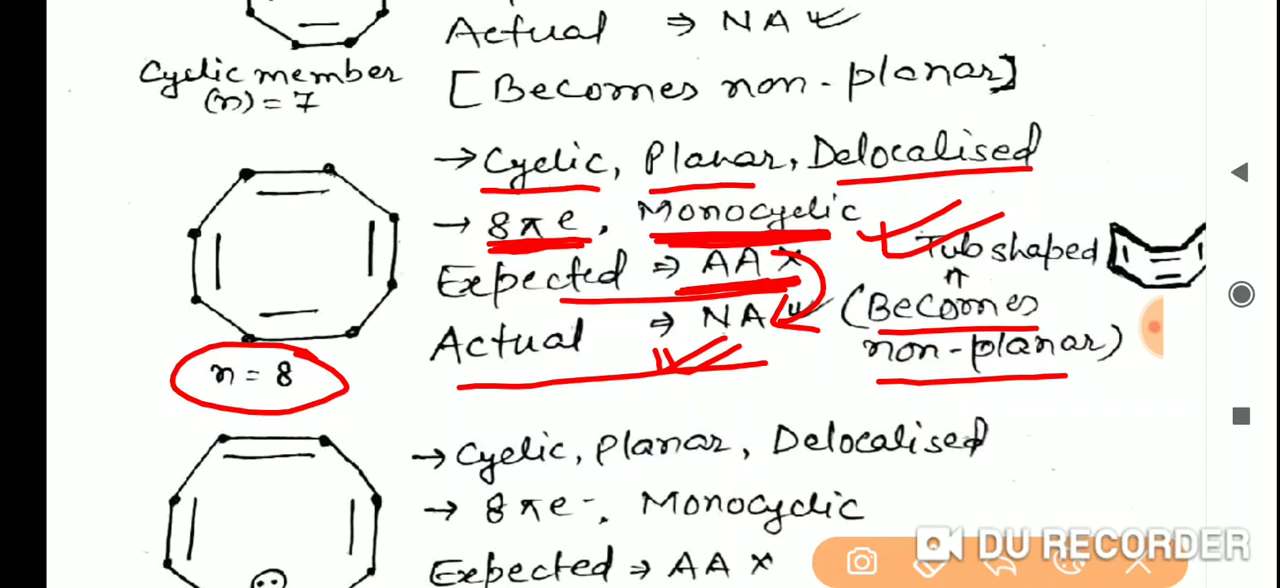 Actual ⇒ NA ✓
Cyclic member
(n) = 7
[Becomes non-planar]
→ Cyclic, Planar, Delocalised
→ 8πe, Monocyclic
Expected ⇒ AA ×
Tub shaped
Actual ⇒ NA ✓ (Becomes
non-planar)
n = 8
→ Cyclic, Planar, Delocalised
→ 8πe⁻, Monocyclic
Expected ⇒ AA ×
DU RECORDER